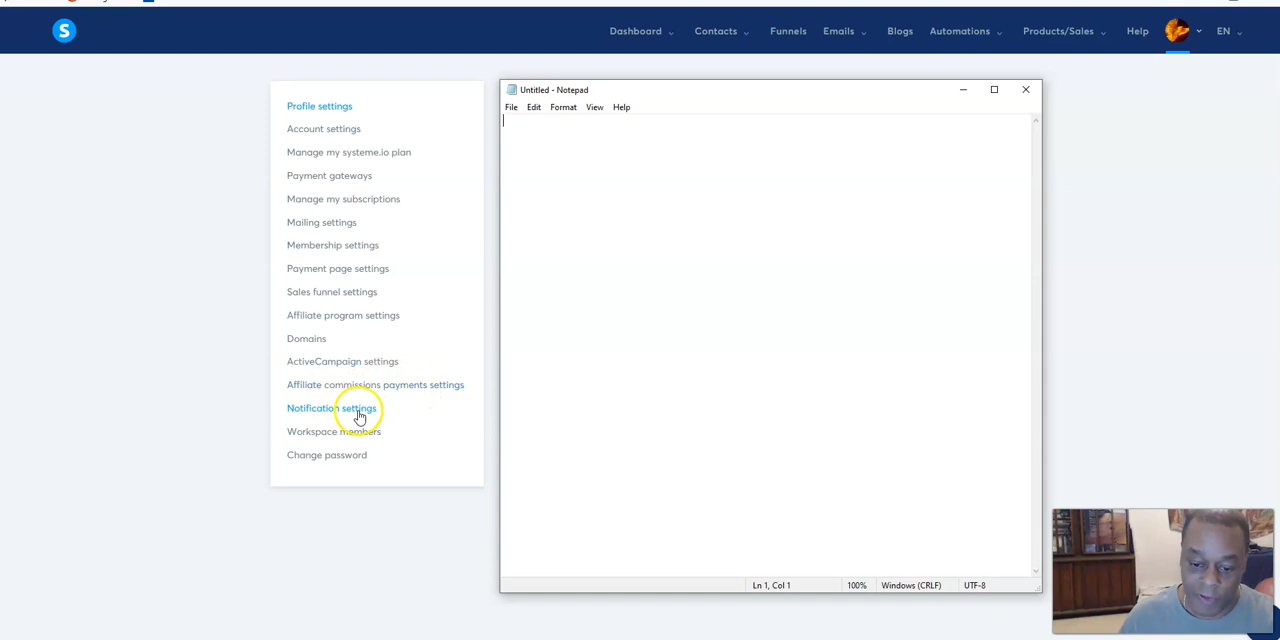 S
Dashboard
Contacts
Funnels
Emails
Blogs
Automations
Products/Sales
Help
EN
Profile settings
Account settings
Manage my systeme.io plan
Payment gateways
Manage my subscriptions
Mailing settings
Membership settings
Payment page settings
Sales funnel settings
Affiliate program settings
Domains
ActiveCampaign settings
Affiliate commissions payments settings
Notification settings
Workspace members
Change password
Untitled - Notepad
File Edit Format View Help
Ln 1, Col 1
100%
Windows (CRLF)
UTF-8